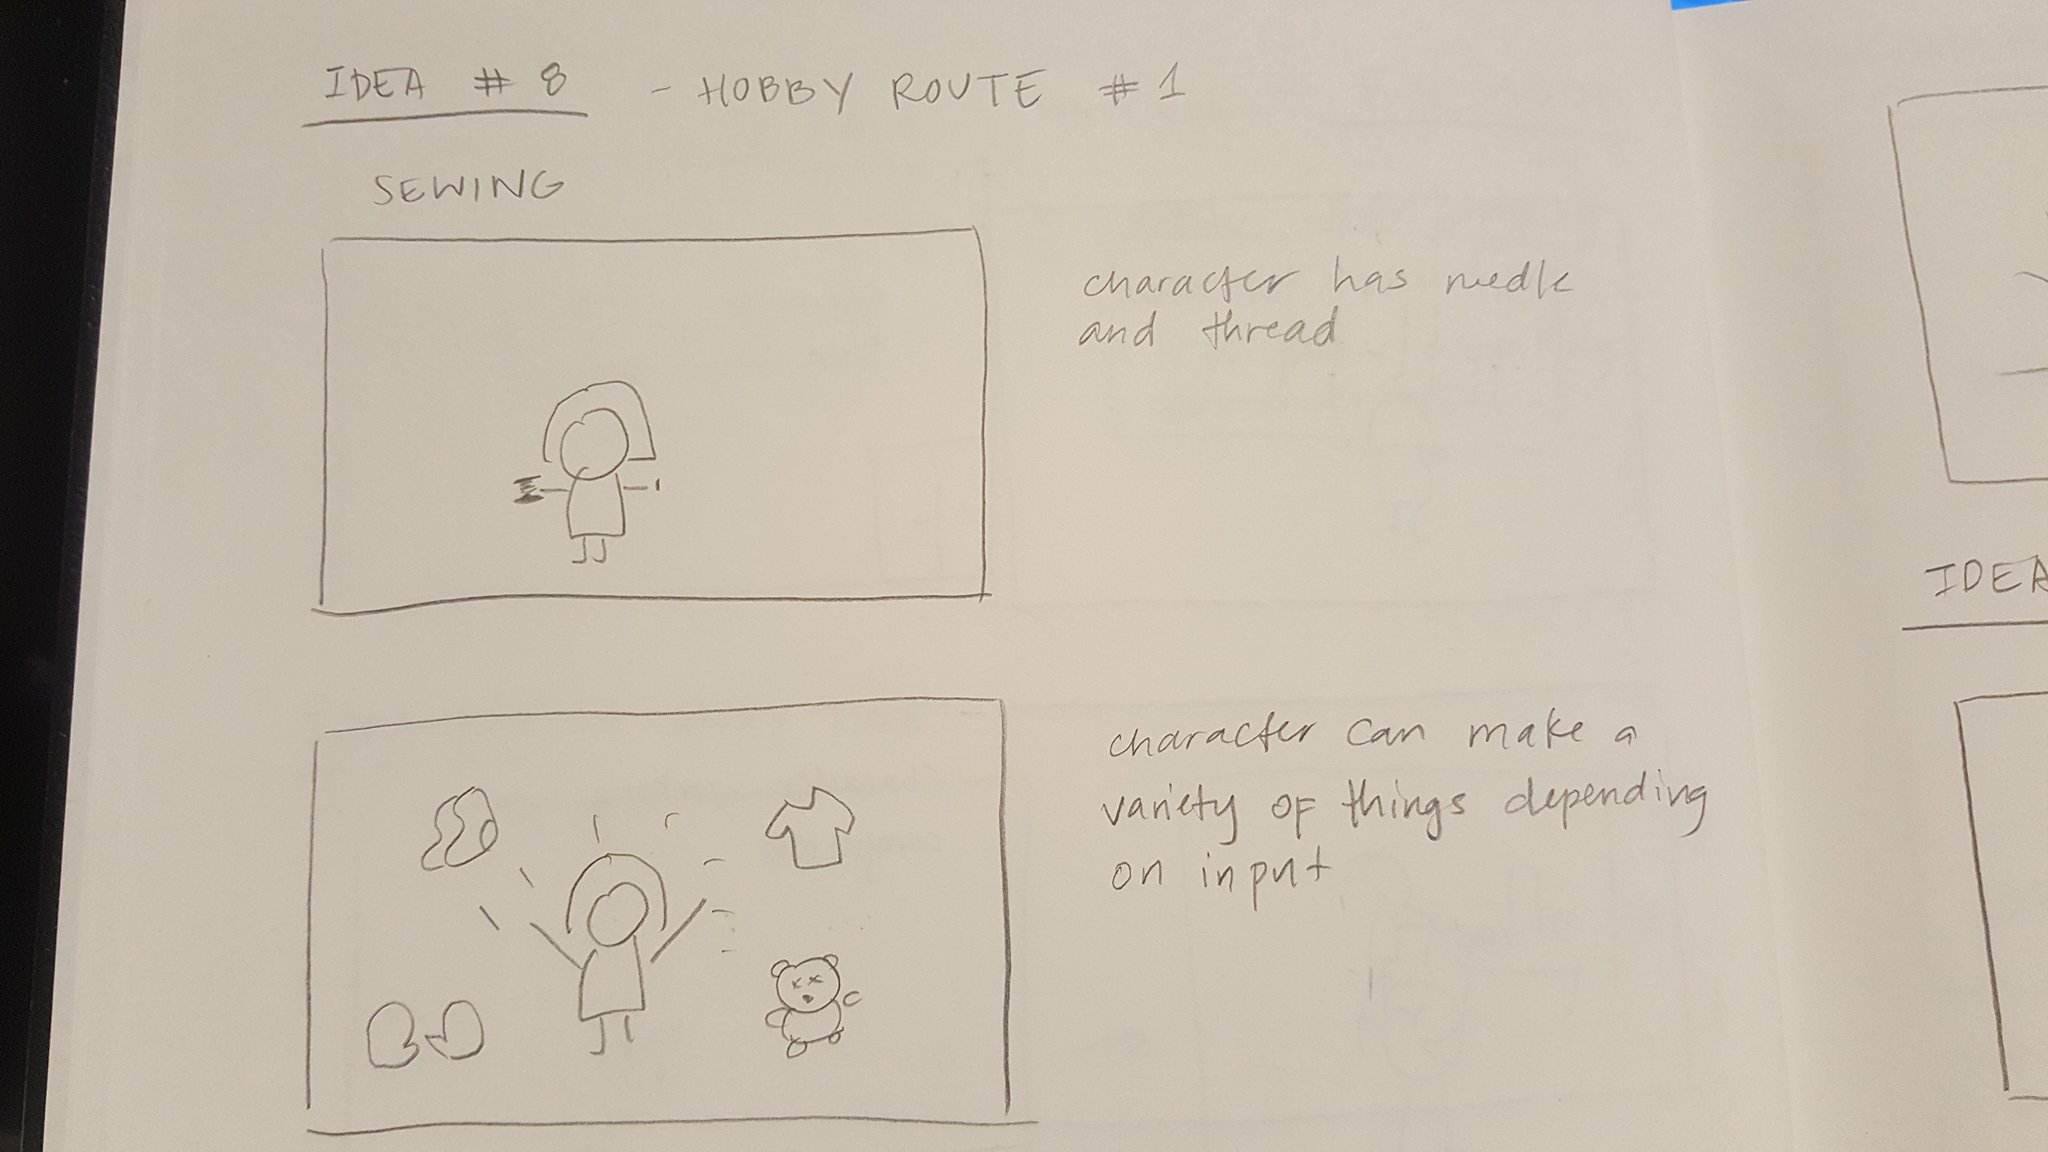 IDEA # 8 - HOBBY ROUTE # 1
SEWING
character has needle
and thread
character can make a
variety of things depending
on input
IDEA